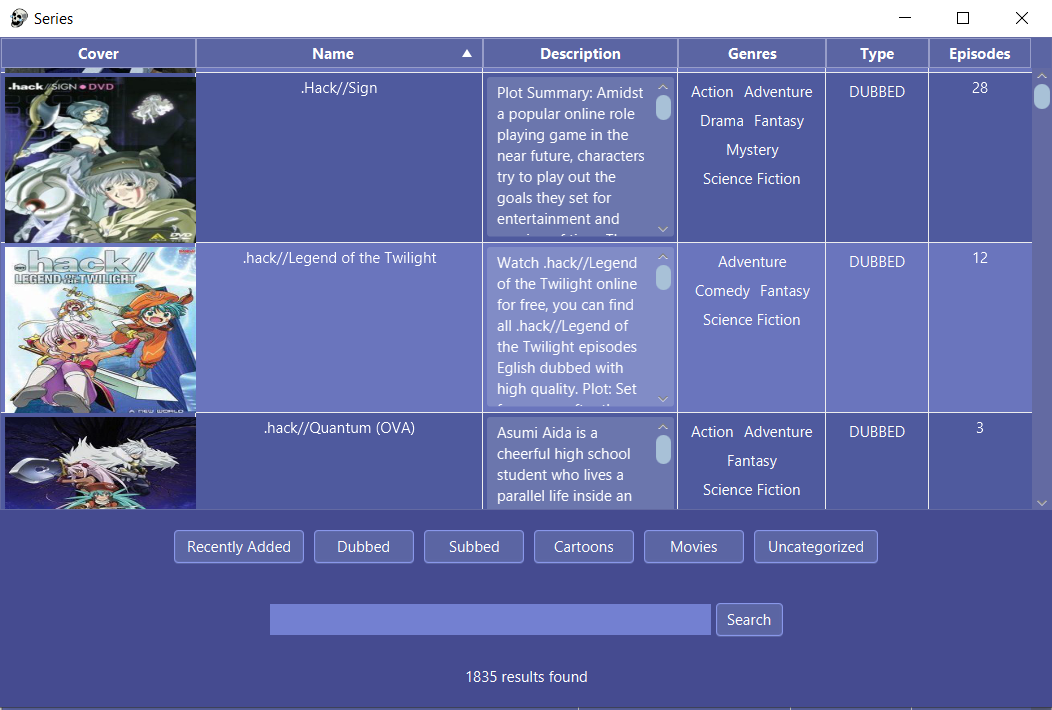 Series
Cover Name Description Genres Type Episodes
.hack//SIGN DVD
.Hack//Sign
Plot Summary: Amidst
a popular online role
playing game in the
near future, characters
try to play out the
goals they set for
entertainment and
Action Adventure
Drama Fantasy
Mystery
Science Fiction
DUBBED
28
.hack//
LEGEND OF THE TWILIGHT
A NEW WORLD
.hack//Legend of the Twilight
Watch .hack//Legend
of the Twilight online
for free, you can find
all .hack//Legend of
the Twilight episodes
Eglish dubbed with
high quality. Plot: Set
Adventure
Comedy Fantasy
Science Fiction
DUBBED
12
.hack//Quantum (OVA)
Asumi Aida is a
cheerful high school
student who lives a
parallel life inside an
Action Adventure
Fantasy
Science Fiction
DUBBED
3
Recently Added Dubbed Subbed Cartoons Movies Uncategorized
Search
1835 results found